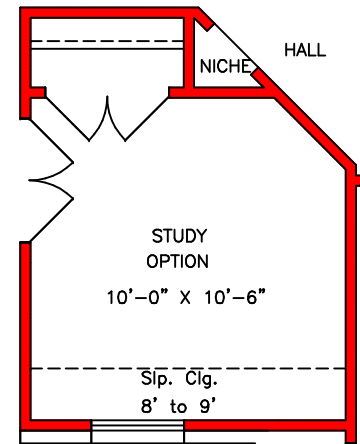 HALL
NICHE
STUDY
OPTION
10'-0" X 10'-6"
Slp. Clg.
8' to 9'